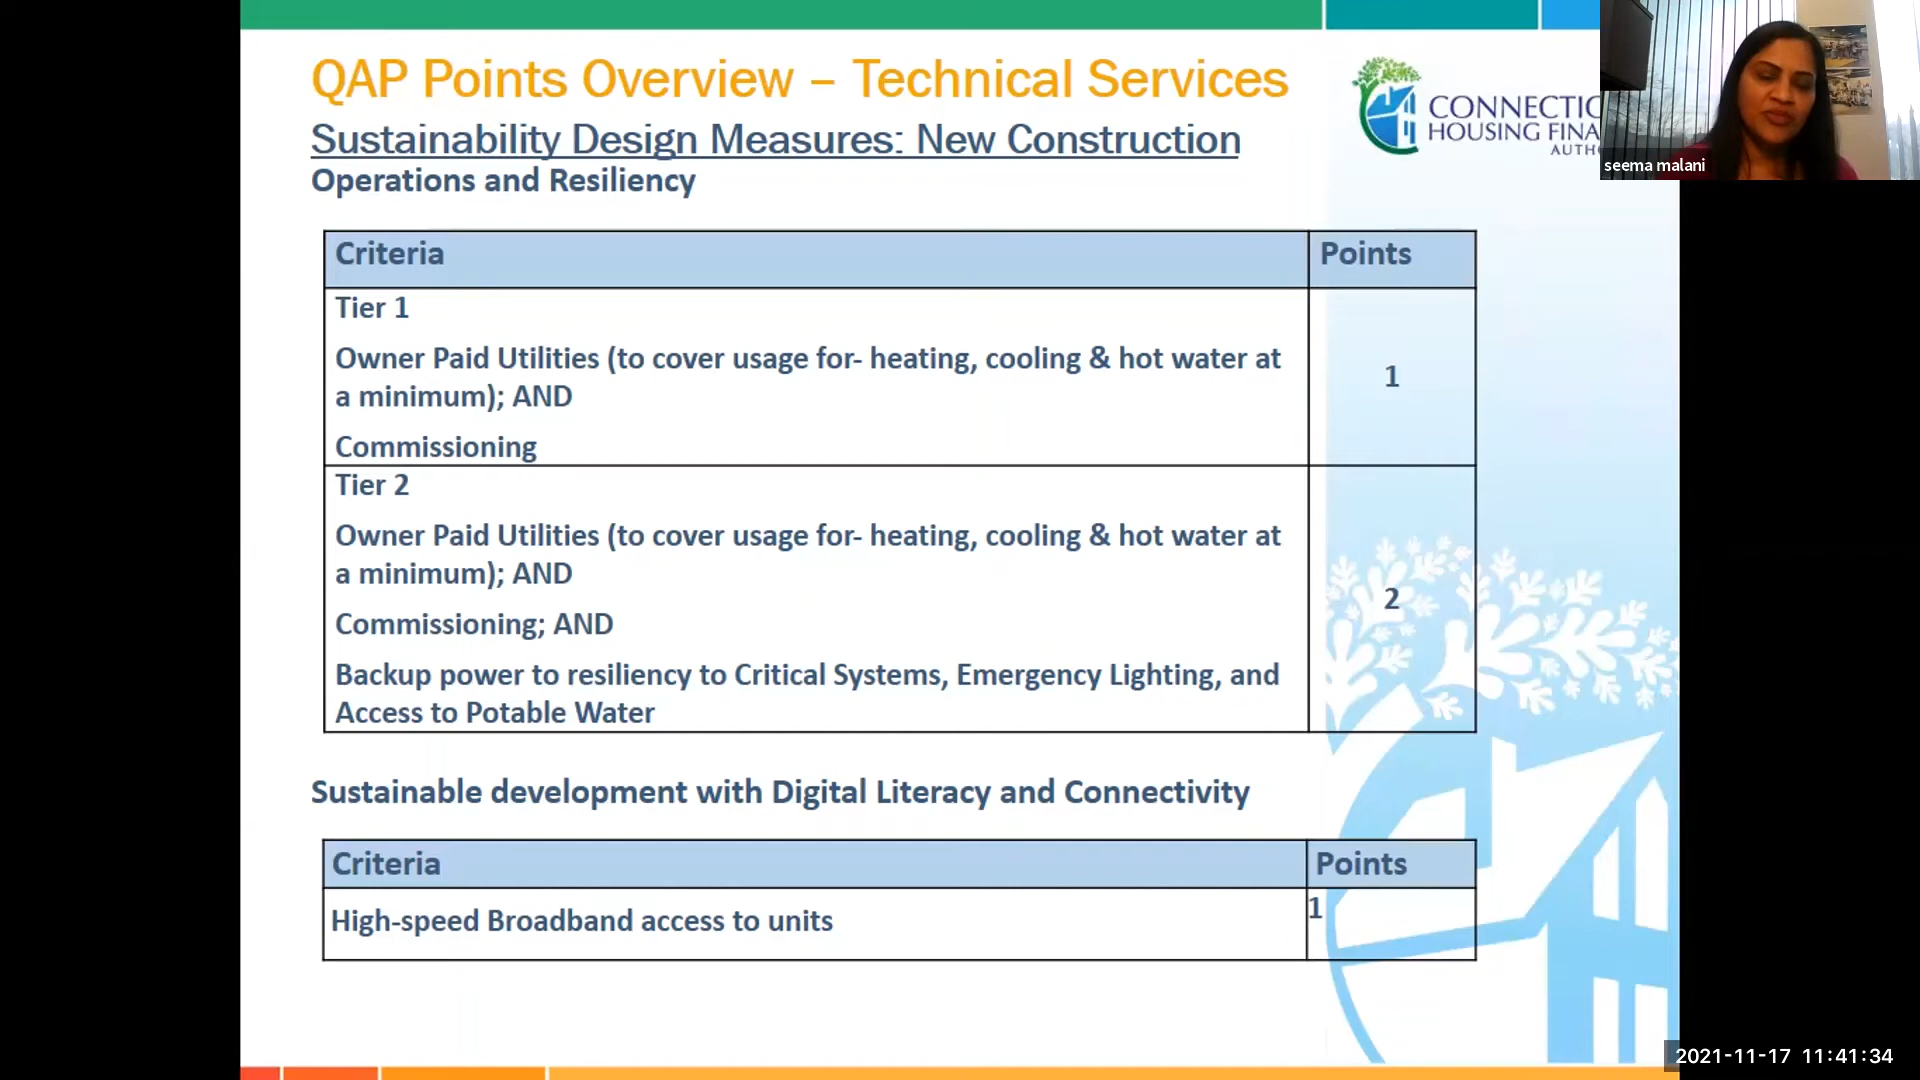 QAP Points Overview – Technical Services
Sustainability Design Measures: New Construction
Operations and Resiliency
CONNECTIC
HOUSING FINA
AUTH
seema malani
Criteria
Points
Tier 1
Owner Paid Utilities (to cover usage for- heating, cooling & hot water at
a minimum); AND
Commissioning
1
Tier 2
Owner Paid Utilities (to cover usage for- heating, cooling & hot water at
a minimum); AND
Commissioning; AND
Backup power to resiliency to Critical Systems, Emergency Lighting, and
Access to Potable Water
2
Sustainable development with Digital Literacy and Connectivity
Criteria
Points
High-speed Broadband access to units
1
2021-11-17 11:41:34